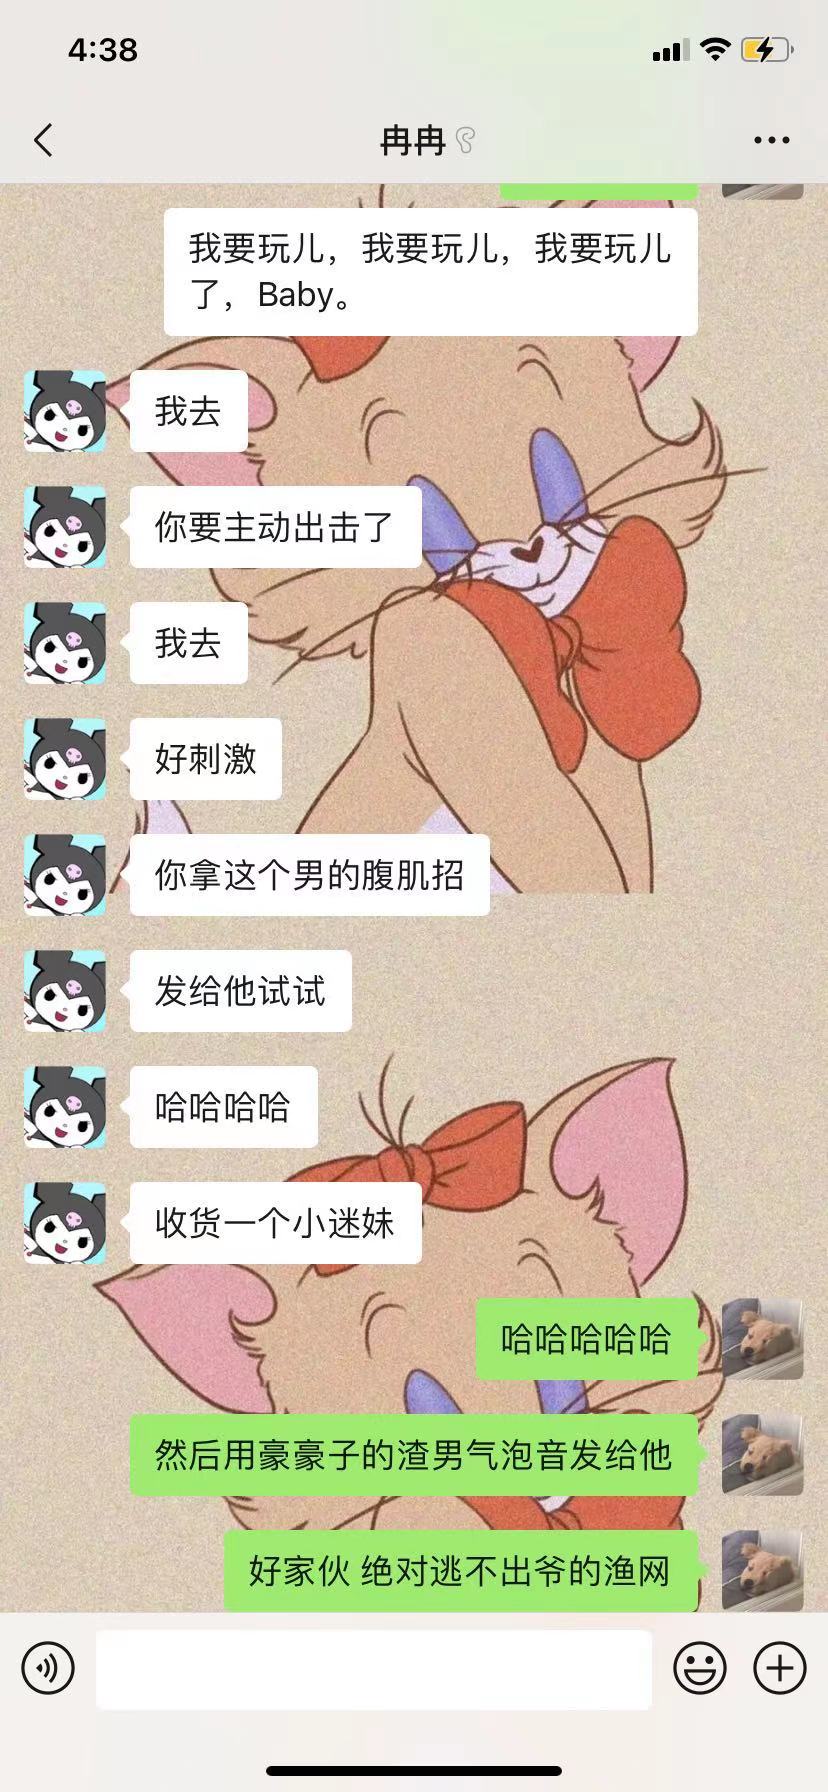 4:38
冉冉
我要玩儿，我要玩儿，我要玩儿
了，Baby。
我去
你要主动出击了
我去
好刺激
你拿这个男的腹肌招
发给他试试
哈哈哈哈
收货一个小迷妹
哈哈哈哈哈
然后用豪豪子的渣男气泡音发给他
好家伙 绝对逃不出爷的渔网